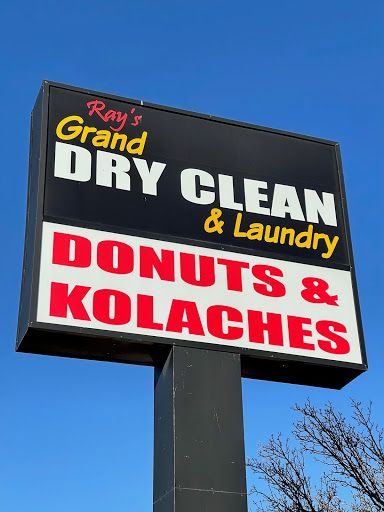 Ray's
Grand
DRY CLEAN
& Laundry
DONUTS &
KOLACHES